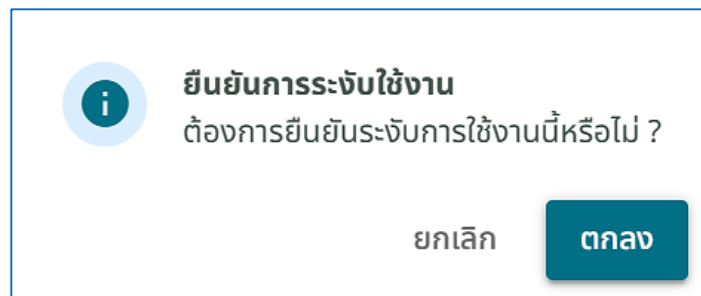 ยืนยันการระงับใช้งาน
ต้องการยืนยันระงับการใช้งานนี้หรือไม่ ?
ยกเลิก ตกลง